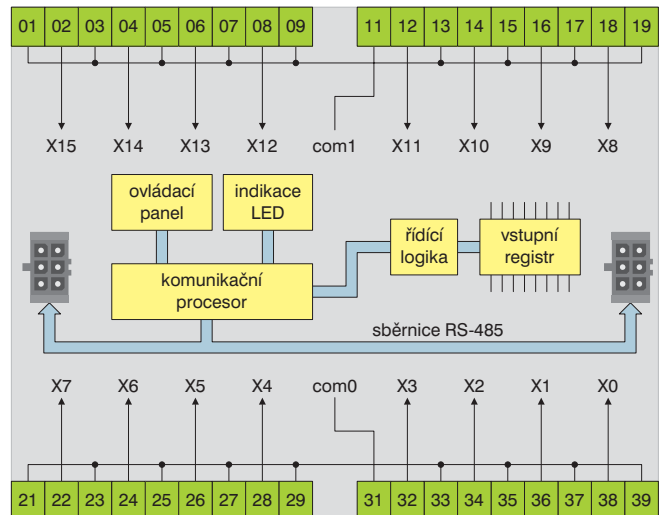 01 02 03 04 05 06 07 08 09 11 12 13 14 15 16 17 18 19
X15 X14 X13 X12 com1 X11 X10 X9 X8
ovládací
panel
indikace
LED
řídící
logika
vstupní
registr
komunikační
procesor
sběrnice RS-485
X7 X6 X5 X4 com0 X3 X2 X1 X0
21 22 23 24 25 26 27 28 29 31 32 33 34 35 36 37 38 39